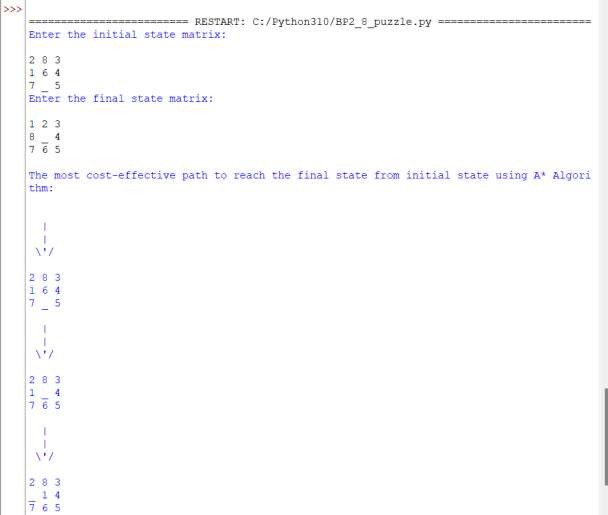 >>>
======================== RESTART: C:/Python310/BP2_8_puzzle.py =======================
Enter the initial state matrix:
2 8 3
1 6 4
7 _ 5
Enter the final state matrix:
1 2 3
8 _ 4
7 6 5
The most cost-effective path to reach the final state from initial state using A* Algori
thm:
|
|
\'/
2 8 3
1 6 4
7 _ 5
|
|
\'/
2 8 3
1 _ 4
7 6 5
|
|
\'/
2 8 3
_ 1 4
7 6 5